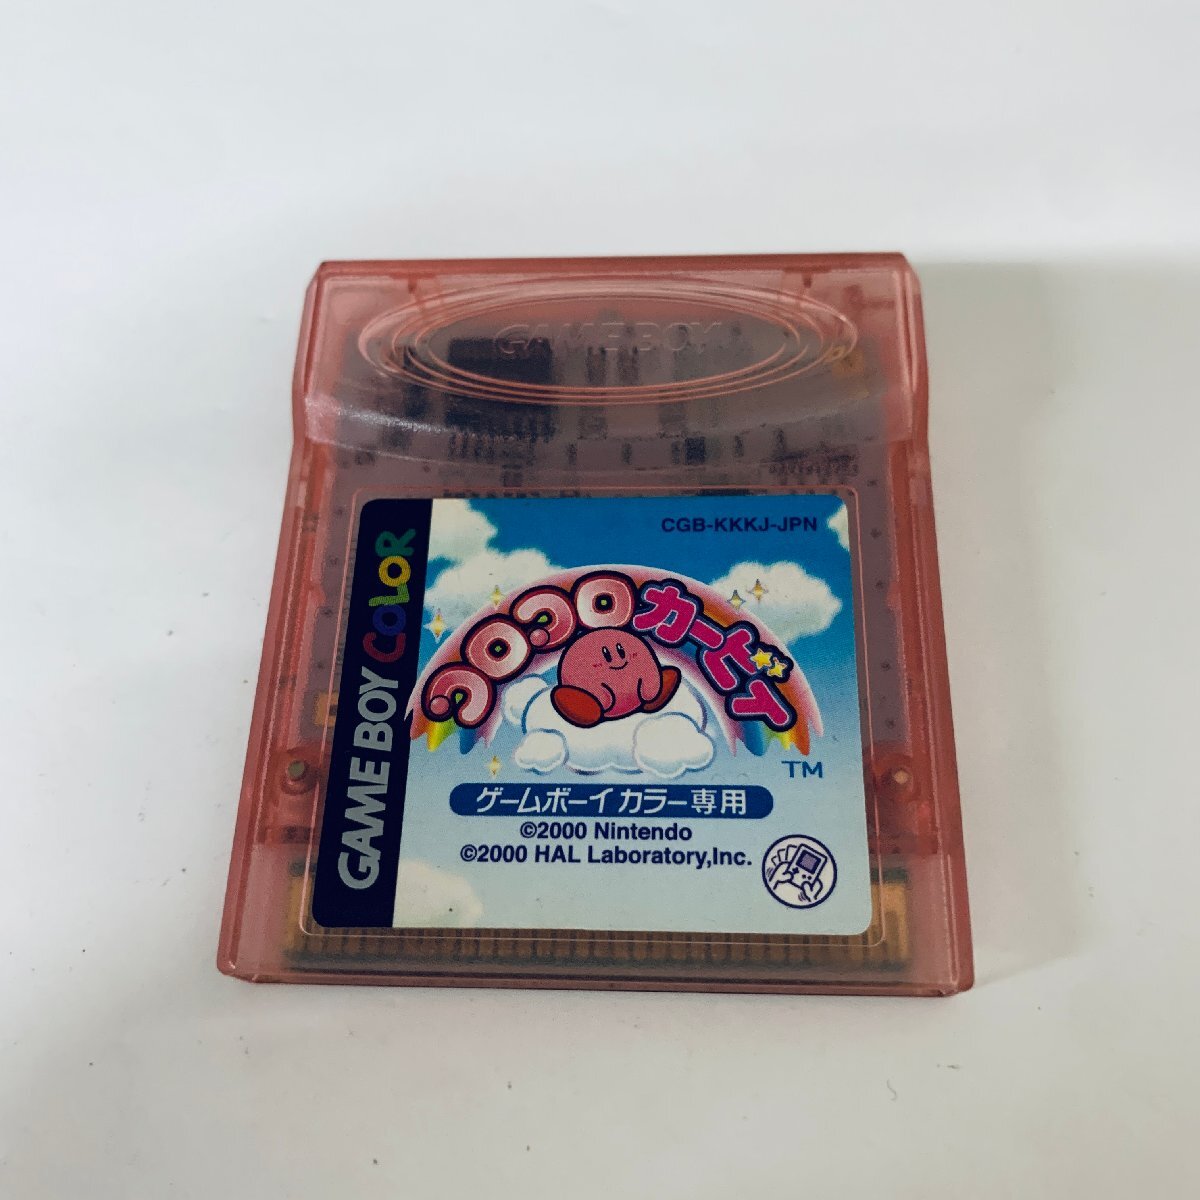 GAME BOY
CGB-KKKJ-JPN
GAME BOY COLOR
コロコロカービィ
TM
ゲームボーイカラー専用
©2000 Nintendo
©2000 HAL Laboratory,Inc.